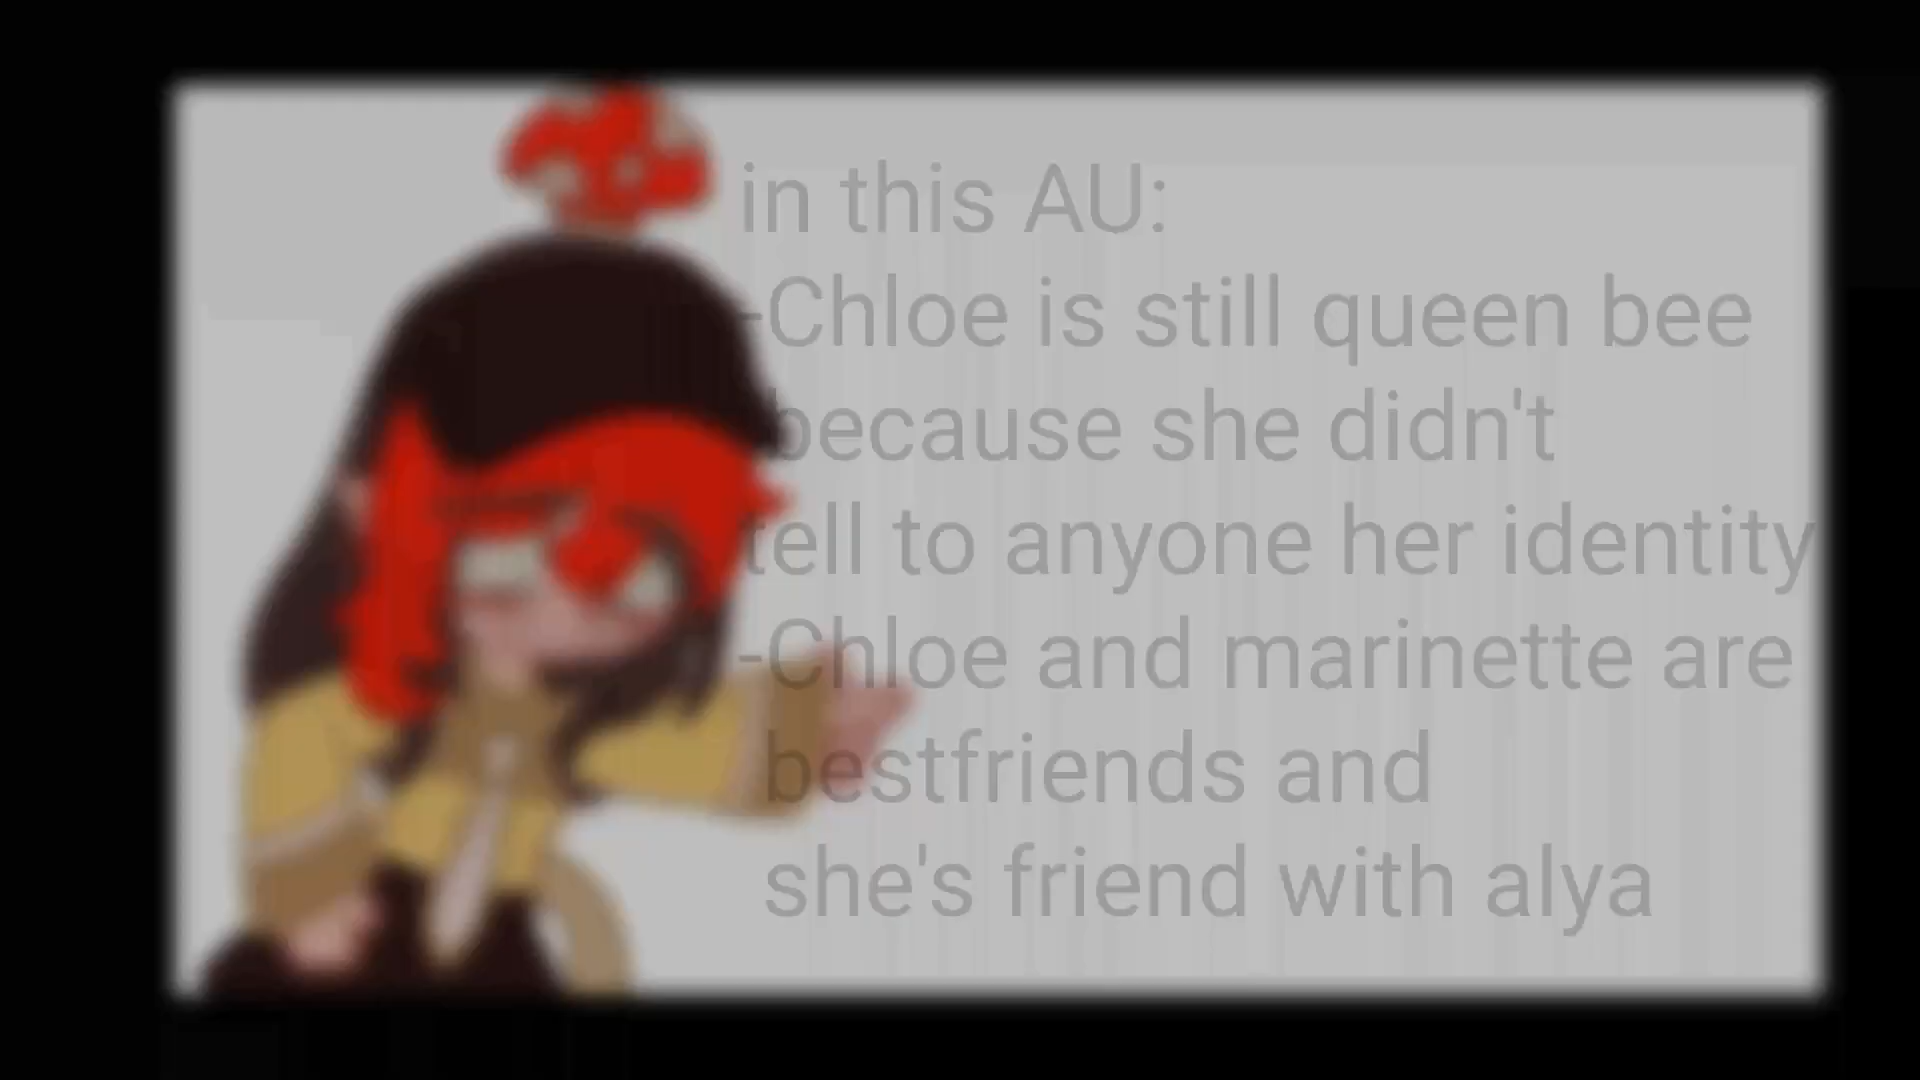 in this AU:
-Chloe is still queen bee
because she didn't
tell to anyone her identity
-Chloe and marinette are
bestfriends and
she's friend with alya